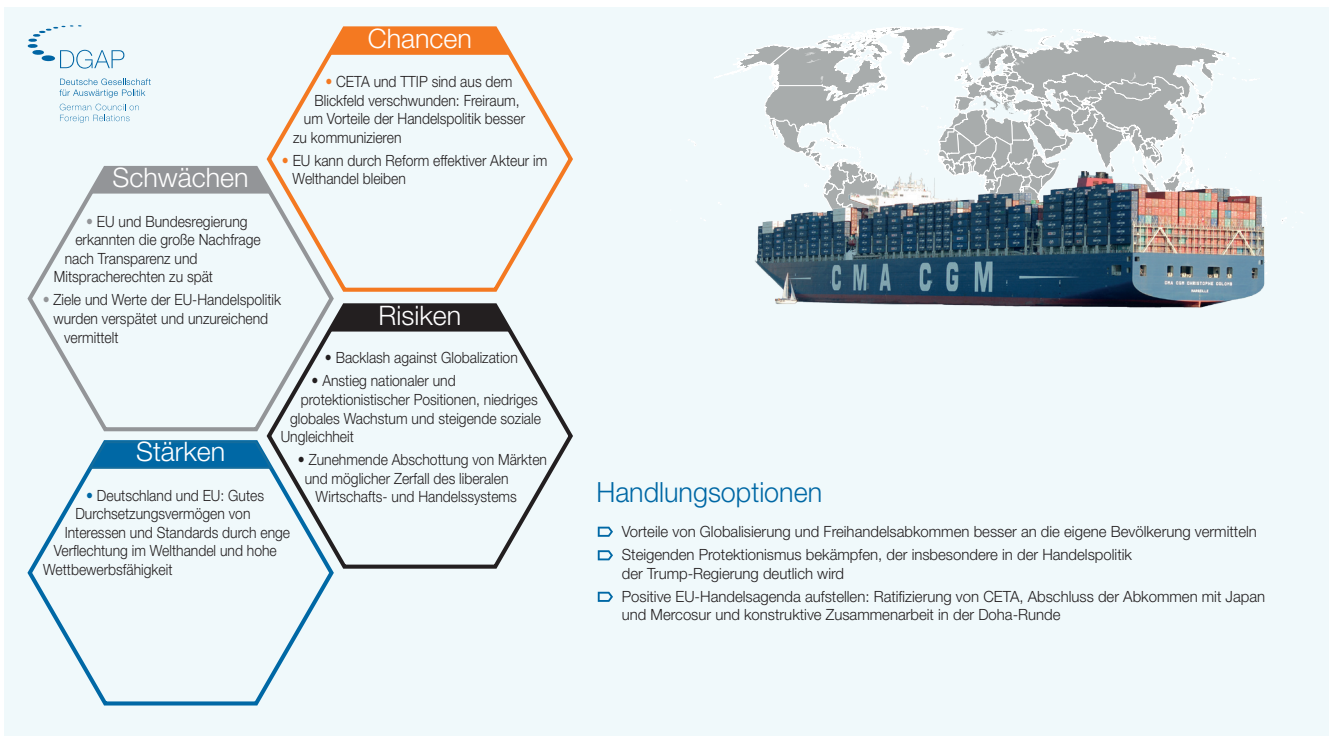 DGAP
Deutsche Gesellschaft
für Auswärtige Politik
German Council on
Foreign Relations
Chancen
• CETA und TTIP sind aus dem
Blickfeld verschwunden: Freiraum,
um Vorteile der Handelspolitik besser
zu kommunizieren
• EU kann durch Reform effektiver Akteur im
Welthandel bleiben
Schwächen
• EU und Bundesregierung
erkannten die große Nachfrage
nach Transparenz und
Mitspracherechten zu spät
• Ziele und Werte der EU-Handelspolitik
wurden verspätet und unzureichend
vermittelt
Risiken
• Backlash against Globalization
• Anstieg nationaler und
protektionistischer Positionen, niedriges
globales Wachstum und steigende soziale
Ungleichheit
• Zunehmende Abschottung von Märkten
und möglicher Zerfall des liberalen
Wirtschafts- und Handelssystems
Stärken
• Deutschland und EU: Gutes
Durchsetzungsvermögen von
Interessen und Standards durch enge
Verflechtung im Welthandel und hohe
Wettbewerbsfähigkeit
CMA CGM
CMA CGM CHRISTOPHE COLOMB
MARSEILLE
Handlungsoptionen
Vorteile von Globalisierung und Freihandelsabkommen besser an die eigene Bevölkerung vermitteln
Steigenden Protektionismus bekämpfen, der insbesondere in der Handelspolitik
der Trump-Regierung deutlich wird
Positive EU-Handelsagenda aufstellen: Ratifizierung von CETA, Abschluss der Abkommen mit Japan
und Mercosur und konstruktive Zusammenarbeit in der Doha-Runde